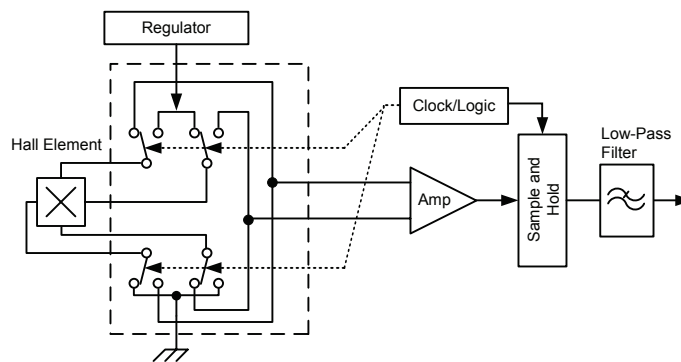 Regulator
Hall Element
Clock/Logic
Amp
Sample and
Hold
Low-Pass
Filter